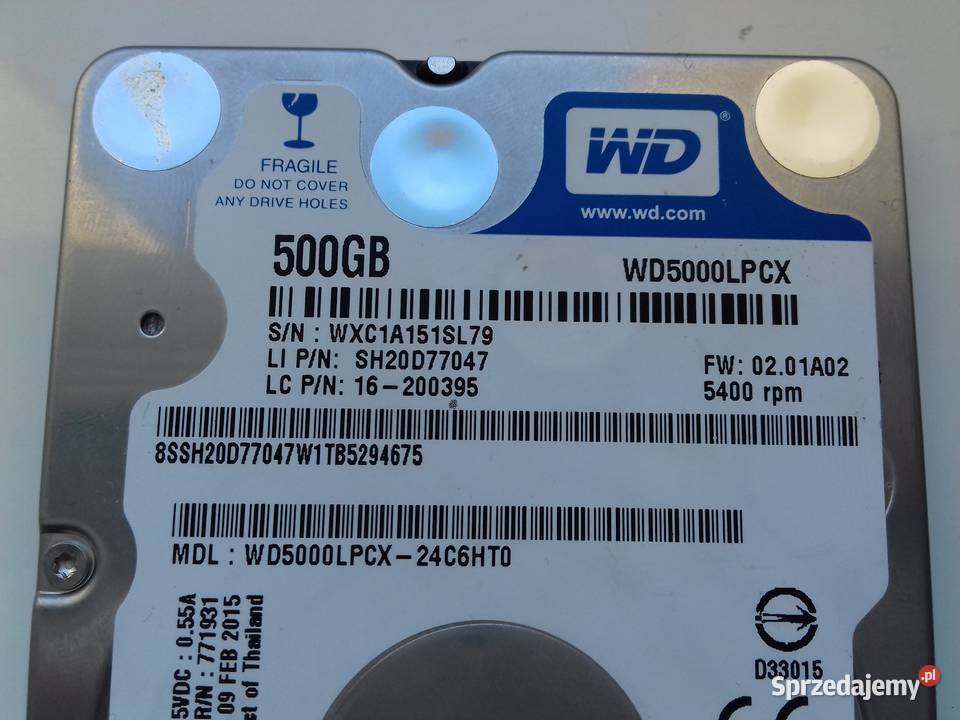 FRAGILE
DO NOT COVER
ANY DRIVE HOLES
WD®
www.wd.com
500GB
WD5000LPCX
S/N : WXC1A151SL79
LI P/N: SH20D77047
LC P/N: 16-200395
FW: 02.01A02
5400 rpm
8SSH20D77047W1TB5294675
MDL : WD5000LPCX-24C6HT0
5VDC : 0.55A
R/N : 771931
09 FEB 2015
ct of Thailand
D33015
CE
Sprzedajemy.pl